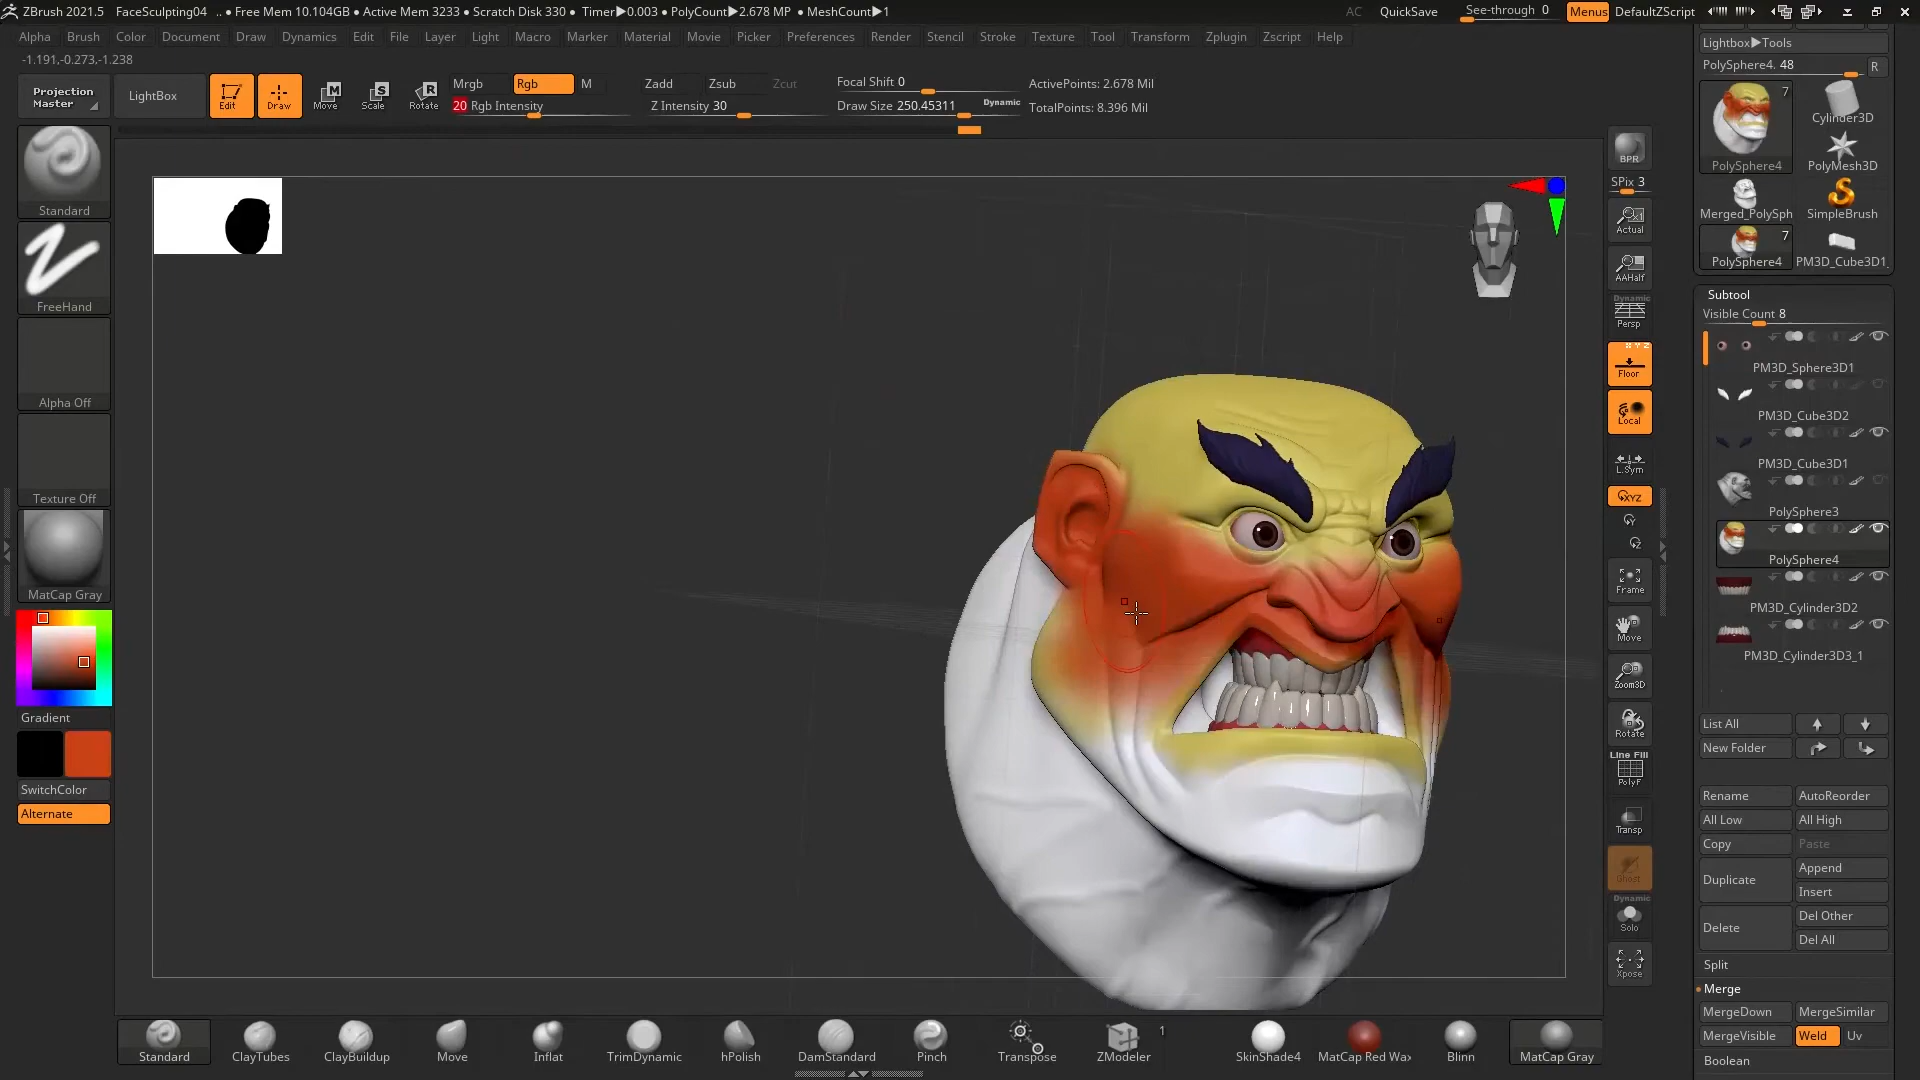 ZBrush 2021.5 FaceSculpting04 .. • Free Mem 10.104GB • Active Mem 3233 • Scratch Disk 330 • Timer▶0.003 • PolyCount▶2.678 MP • MeshCount▶1 AC QuickSave See-through 0 Menus DefaultZScript
Alpha Brush Color Document Draw Dynamics Edit File Layer Light Macro Marker Material Movie Picker Preferences Render Stencil Stroke Texture Tool Transform Zplugin Zscript Help
-1.191,-0.273,-1.238
Projection Master
LightBox
Edit
Draw
Move
Scale
Rotate
Mrgb Rgb M
20 Rgb Intensity
Zadd Zsub Zcut
Z Intensity 30
Focal Shift 0
Draw Size 250.45311 Dynamic
ActivePoints: 2.678 Mil
TotalPoints: 8.396 Mil
Standard
FreeHand
Alpha Off
Texture Off
MatCap Gray
Gradient
SwitchColor
Alternate
BPR
SPix 3
Actual
AAHalf
Dynamic
Persp
X Y Z
Floor
Local
L.Sym
XYZ
Y
Z
Frame
Move
Zoom3D
Rotate
Line Fill
PolyF
Transp
Ghost
Dynamic
Solo
Xpose
Lightbox▶Tools
PolySphere4. 48 R
7
PolySphere4
Cylinder3D
PolyMesh3D
Merged_PolySph SimpleBrush
7
PolySphere4 PM3D_Cube3D1_
Subtool
Visible Count 8
PM3D_Sphere3D1
PM3D_Cube3D2
PM3D_Cube3D1
PolySphere3
PolySphere4
PM3D_Cylinder3D2
PM3D_Cylinder3D3_1
List All
New Folder
Rename AutoReorder
All Low All High
Copy Paste
Duplicate
Append
Insert
Delete
Del Other
Del All
Split
Merge
MergeDown MergeSimilar
MergeVisible Weld Uv
Boolean
Standard ClayTubes ClayBuildup Move Inflat TrimDynamic hPolish DamStandard Pinch Transpose ZModeler 1 SkinShade4 MatCap Red Wax Blinn MatCap Gray